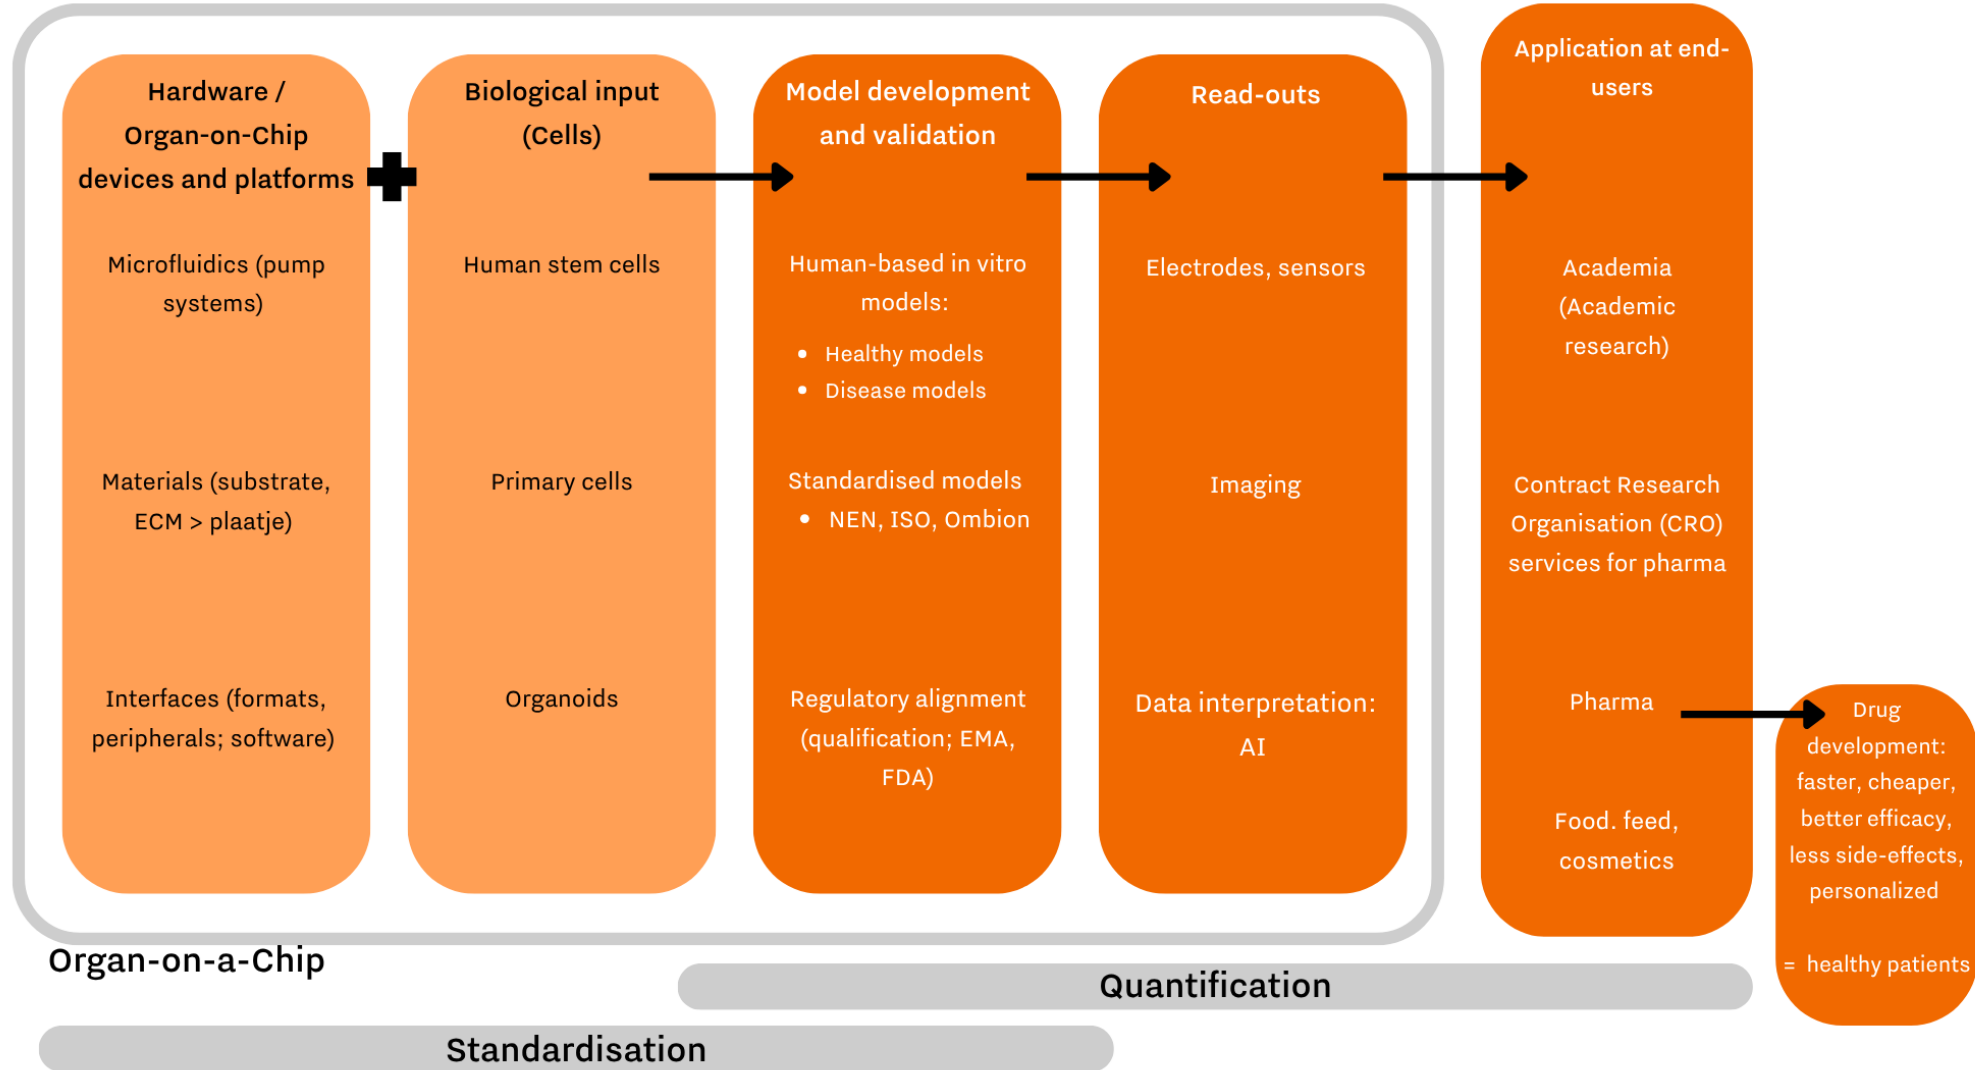 Hardware /
Organ-on-Chip
devices and platforms
Microfluidics (pump
systems)
Materials (substrate,
ECM > plaatje)
Interfaces (formats,
peripherals; software)
Biological input
(Cells)
Human stem cells
Primary cells
Organoids
Model development
and validation
Human-based in vitro
models:
• Healthy models
• Disease models
Standardised models
• NEN, ISO, Ombion
Regulatory alignment
(qualification; EMA,
FDA)
Read-outs
Electrodes, sensors
Imaging
Data interpretation:
AI
Application at end-
users
Academia
(Academic
research)
Contract Research
Organisation (CRO)
services for pharma
Pharma
Food. feed,
cosmetics
Drug
development:
faster, cheaper,
better efficacy,
less side-effects,
personalized
= healthy patients
Organ-on-a-Chip
Quantification
Standardisation